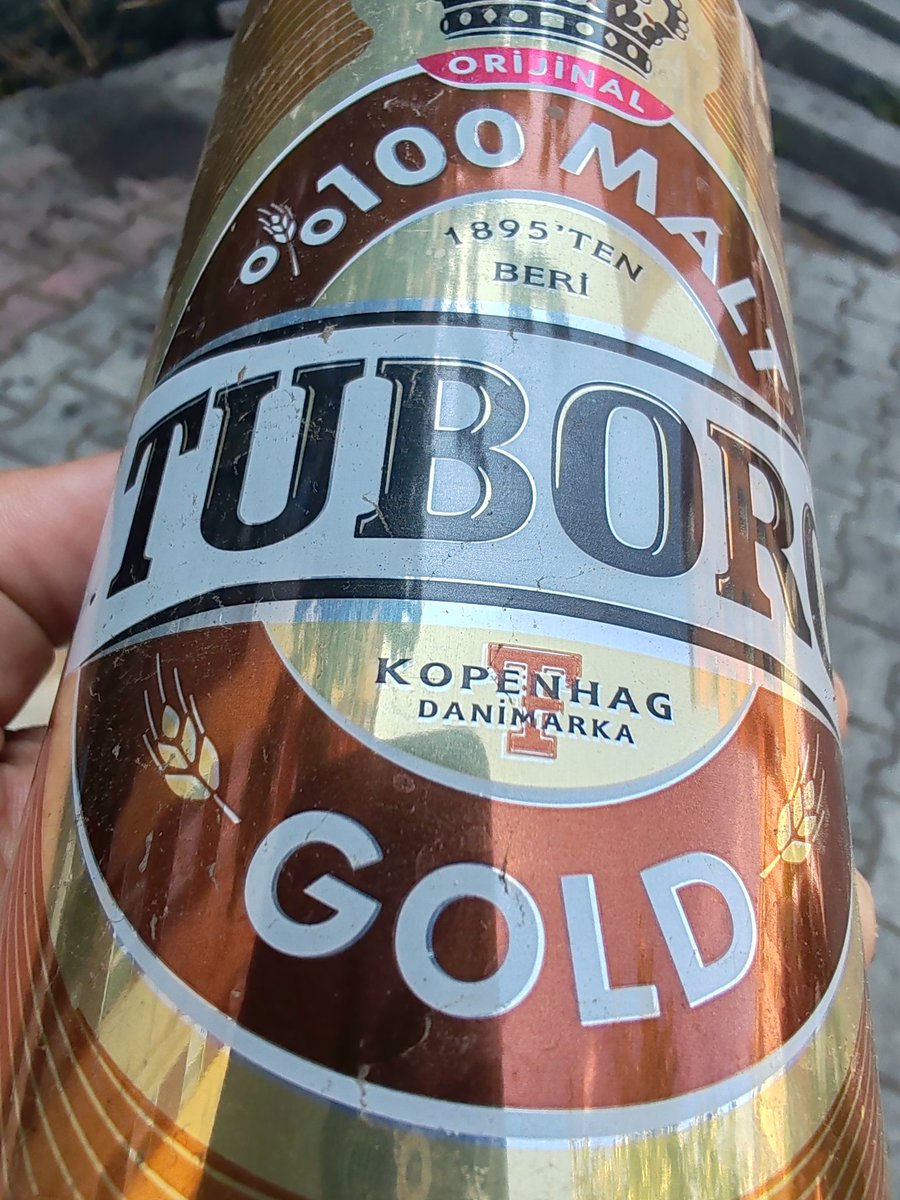 ORİJİNAL
%100 MALT
1895'TEN
BERİ
TUBORG
KOPENHAG
DANİMARKA
T
GOLD